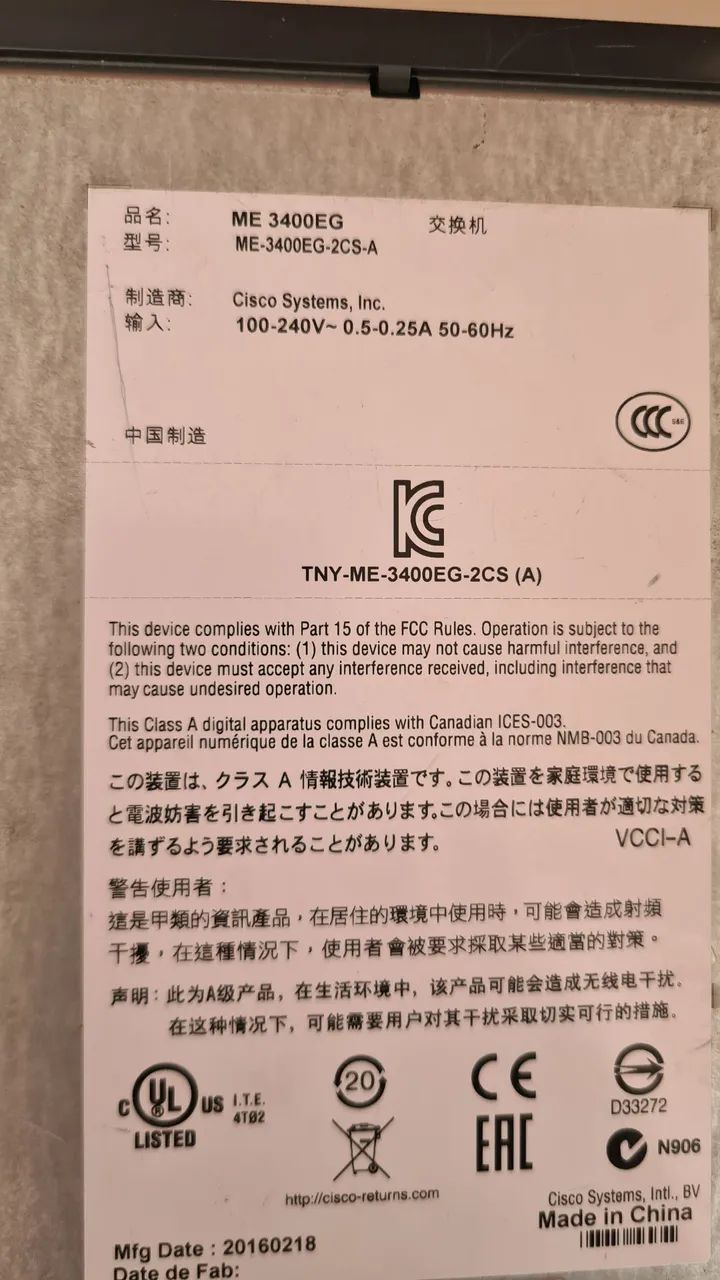 品名: ME 3400EG 交换机
型号: ME-3400EG-2CS-A
制造商: Cisco Systems, Inc.
输入: 100-240V~ 0.5-0.25A 50-60Hz
中国制造
CCC S&E
KC
TNY-ME-3400EG-2CS (A)
This device complies with Part 15 of the FCC Rules. Operation is subject to the
following two conditions: (1) this device may not cause harmful interference, and
(2) this device must accept any interference received, including interference that
may cause undesired operation.
This Class A digital apparatus complies with Canadian ICES-003.
Cet appareil numérique de la classe A est conforme à la norme NMB-003 du Canada.
この装置は、クラス A 情報技術装置です。この装置を家庭環境で使用する
と電波妨害を引き起こすことがあります。この場合には使用者が適切な対策
を講ずるよう要求されることがあります。
VCCI-A
警告使用者：
這是甲類的資訊產品，在居住的環境中使用時，可能會造成射頻
干擾，在這種情況下，使用者會被要求採取某些適當的對策。
声明：此为A级产品，在生活环境中，该产品可能会造成无线电干扰。
在这种情况下，可能需要用户对其干扰采取切实可行的措施。
C UL ® US I.T.E.
4T02
LISTED
20
CE
D33272
EAC
N906
http://cisco-returns.com
Cisco Systems, Intl., BV
Made in China
Mfg Date : 20160218
Date de Fab: